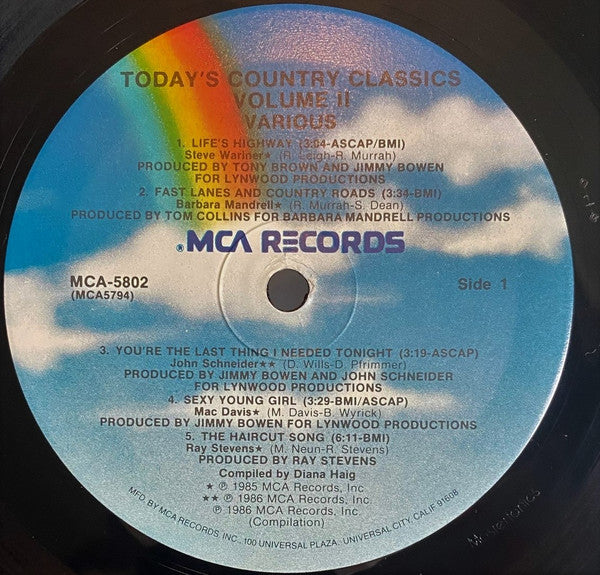 TODAY'S COUNTRY CLASSICS
VOLUME II
VARIOUS
1. LIFE'S HIGHWAY (3:04-ASCAP/BMI)
Steve Wariner★ (R. Leigh-R. Murrah)
PRODUCED BY TONY BROWN AND JIMMY BOWEN
FOR LYNWOOD PRODUCTIONS
2. FAST LANES AND COUNTRY ROADS (3:34-BMI)
Barbara Mandrell★ (R. Murrah-S. Dean)
PRODUCED BY TOM COLLINS FOR BARBARA MANDRELL PRODUCTIONS
®MCA RECORDS
MCA-5802
(MCA5794)
Side 1
3. YOU'RE THE LAST THING I NEEDED TONIGHT (3:19-ASCAP)
John Schneider★★ (D. Wills-D. Pfrimmer)
PRODUCED BY JIMMY BOWEN AND JOHN SCHNEIDER
FOR LYNWOOD PRODUCTIONS
4. SEXY YOUNG GIRL (3:29-BMI/ASCAP)
Mac Davis★ (M. Davis-B. Wyrick)
PRODUCED BY JIMMY BOWEN FOR LYNWOOD PRODUCTIONS
5. THE HAIRCUT SONG (6:11-BMI)
Ray Stevens★ (M. Neun-R. Stevens)
PRODUCED BY RAY STEVENS
Compiled by Diana Haig
★ ℗ 1985 MCA Records, Inc.
★★ ℗ 1986 MCA Records, Inc.
℗ 1986 MCA Records, Inc.
(Compilation)
MFD. BY MCA RECORDS INC., 100 UNIVERSAL PLAZA, UNIVERSAL CITY, CALIF. 91608